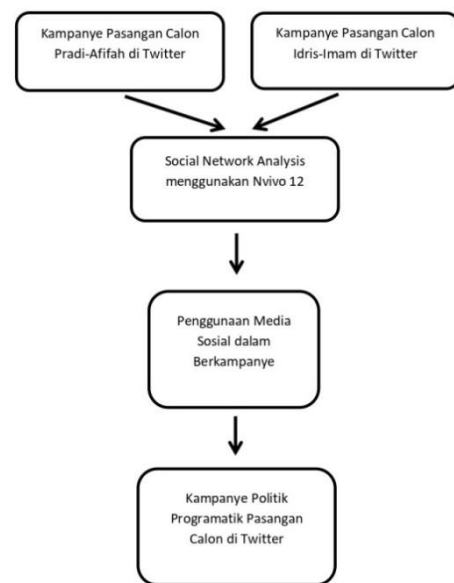 Kampanye Pasangan Calon
Pradi-Afifah di Twitter
Kampanye Pasangan Calon
Idris-Imam di Twitter
Social Network Analysis
menggunakan Nvivo 12
Penggunaan Media
Sosial dalam
Berkampanye
Kampanye Politik
Programatik Pasangan
Calon di Twitter